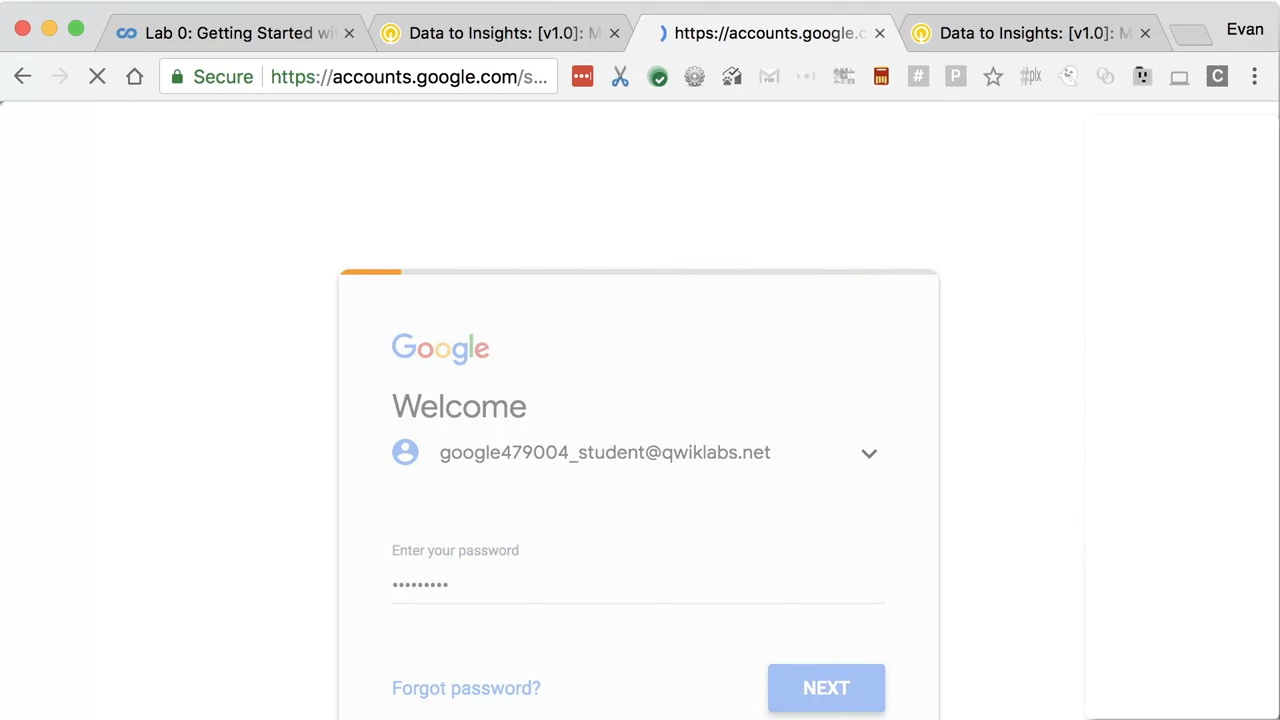 Lab 0: Getting Started wi
Data to Insights: [v1.0]: M
https://accounts.google.c
Data to Insights: [v1.0]: M
Evan
Secure
https://accounts.google.com/s...
#
P
#plx
C
Google
Welcome
google479004_student@qwiklabs.net
Enter your password
•••••••••
Forgot password?
NEXT